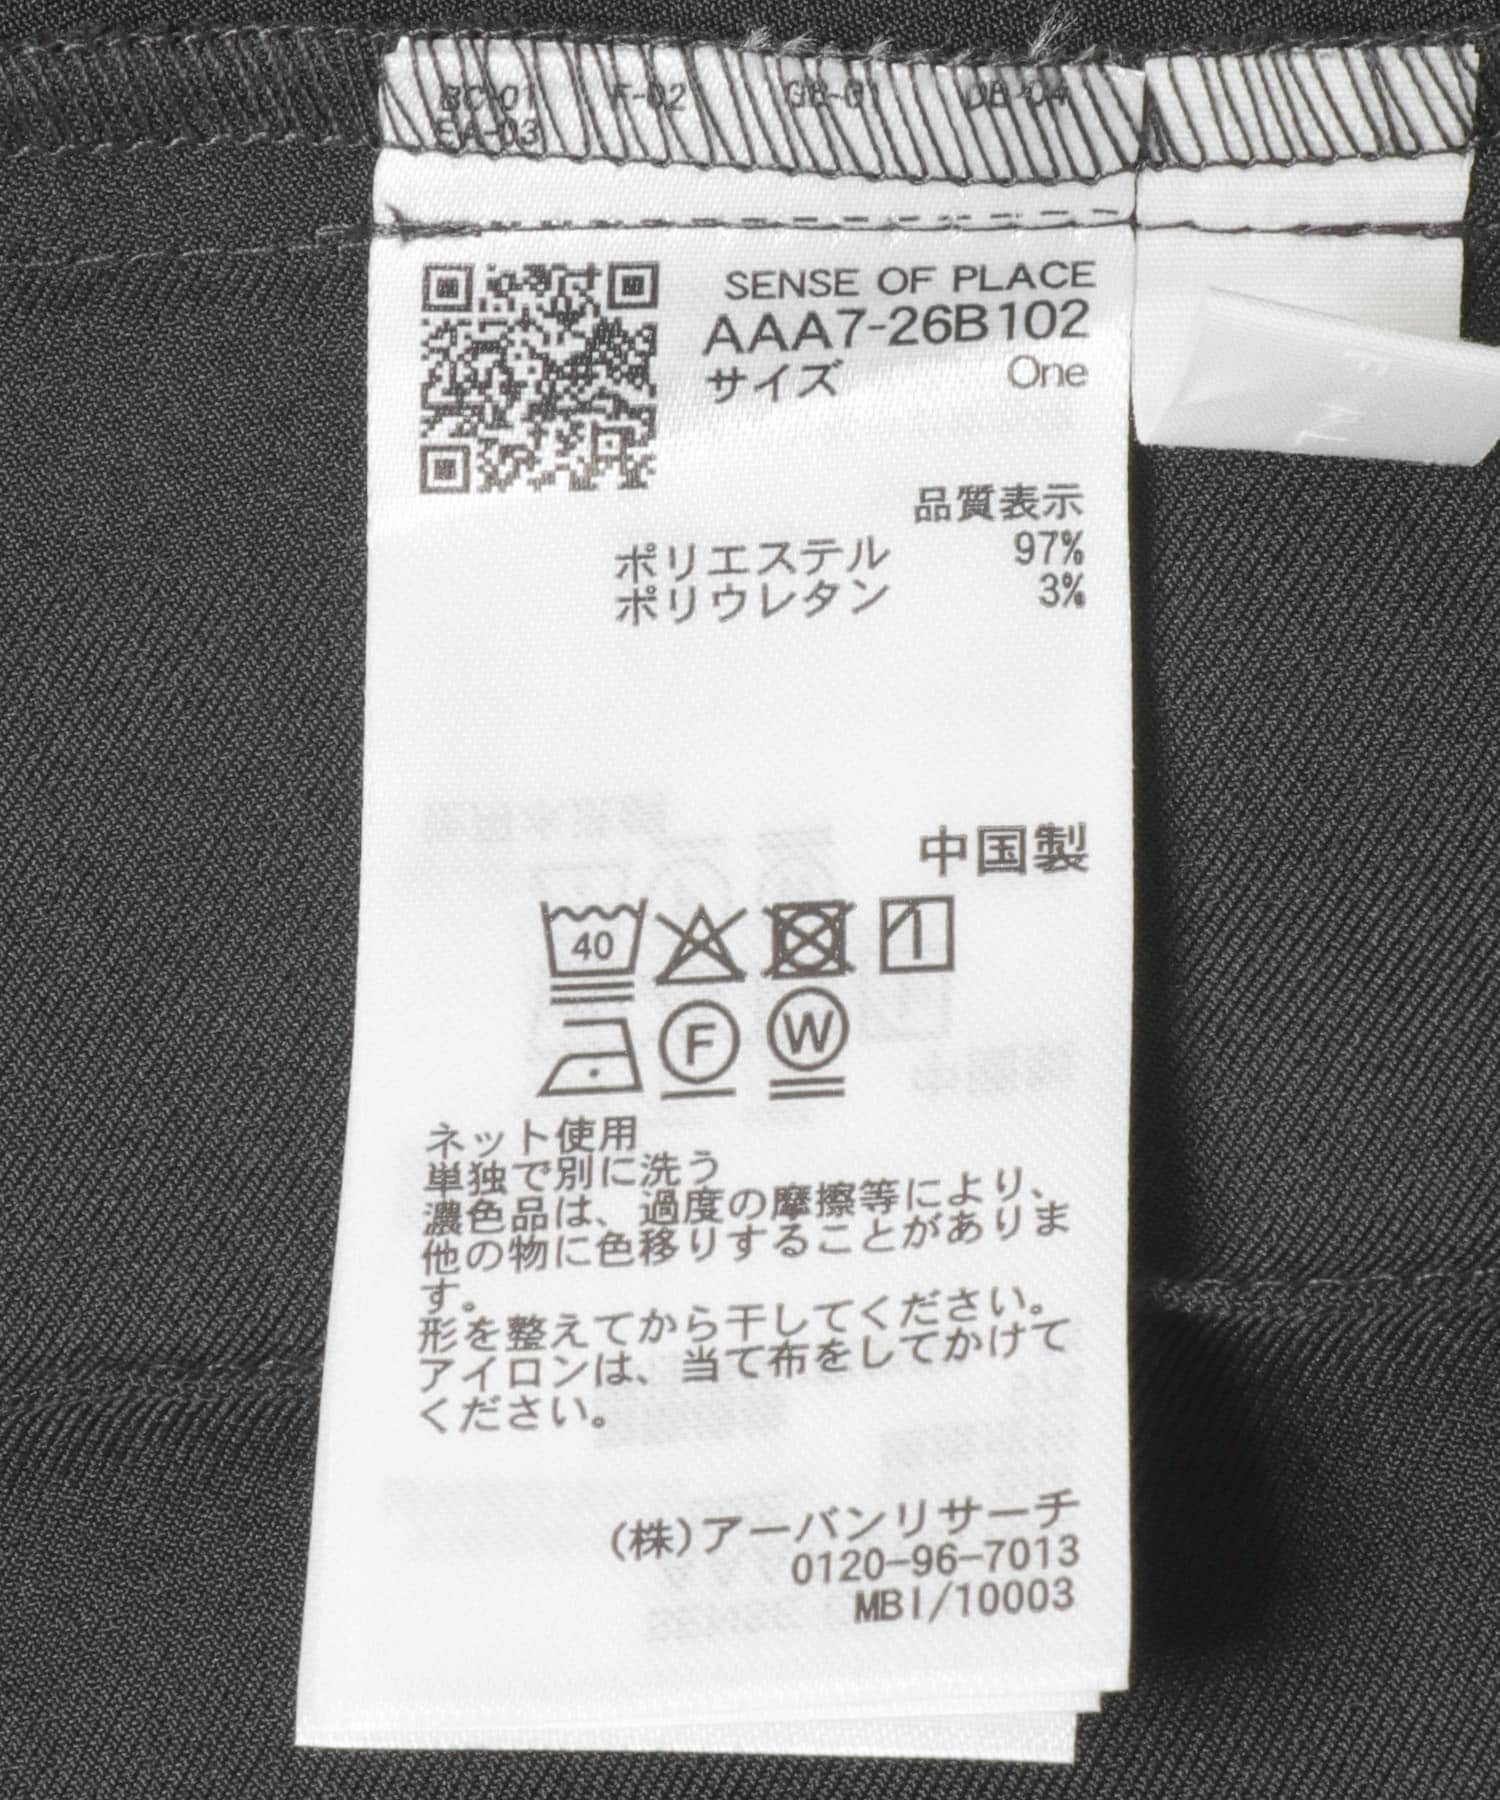 F-02
SENSE OF PLACE
AAA7-26B102
サイズ One
品質表示
ポリエステル 97%
ポリウレタン 3%
中国製
40
F W
ネット使用
単独で別に洗う
濃色品は、過度の摩擦等により、
他の物に色移りすることがありま
す。
形を整えてから干してください。
アイロンは、当て布をしてかけて
ください。
(株)アーバンリサーチ
0120-96-7013
MBI/10003